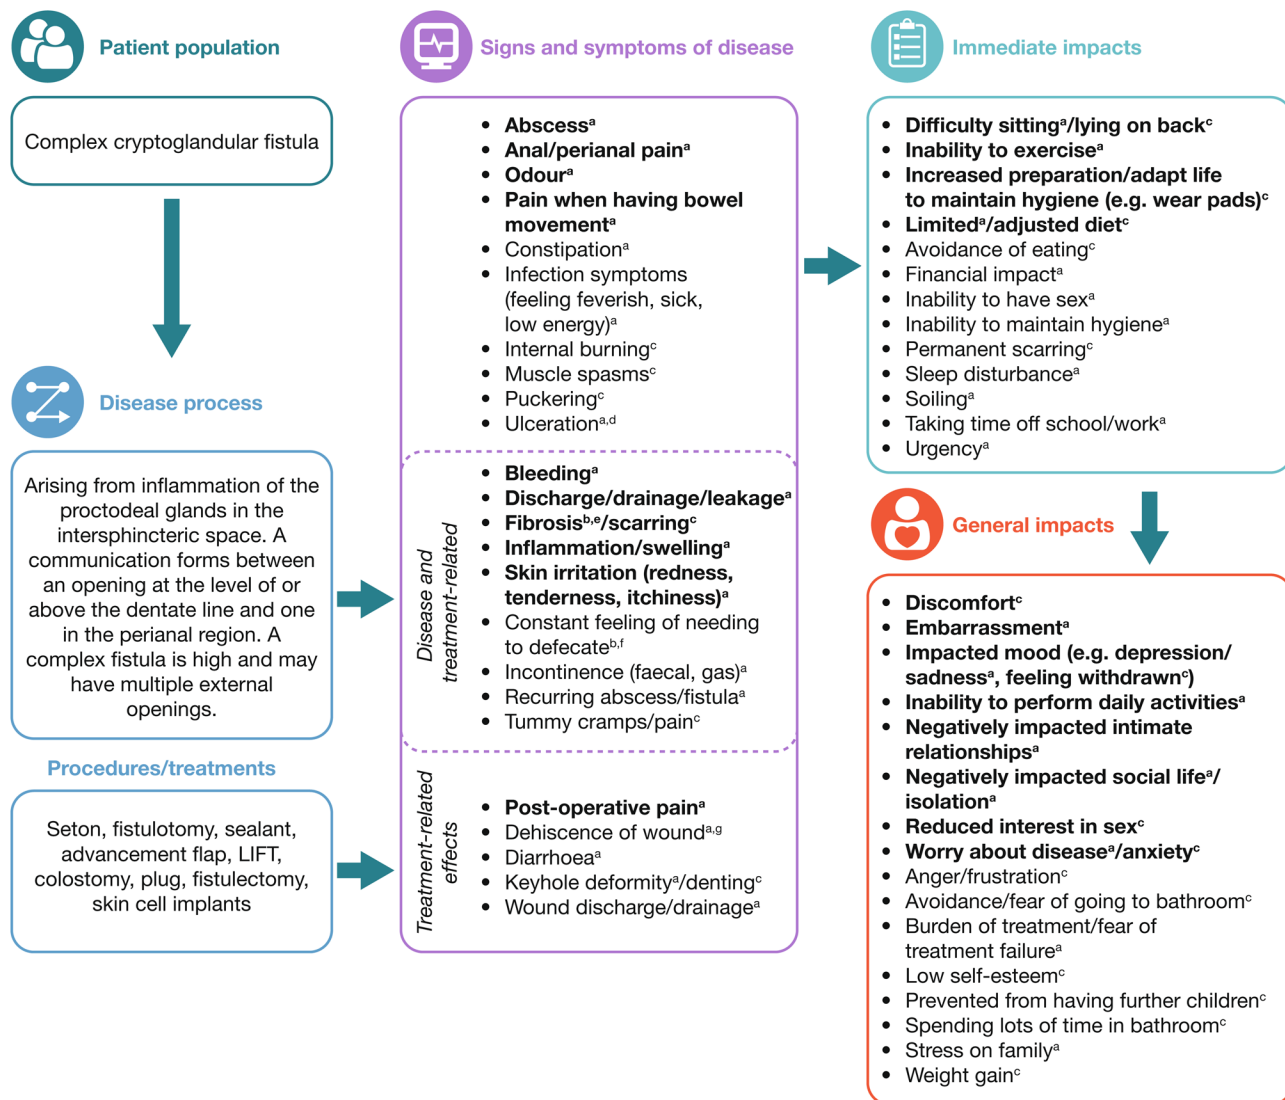 Patient population
Complex cryptoglandular fistula
Disease process
Arising from inflammation of the
proctodeal glands in the
intersphincteric space. A
communication forms between
an opening at the level of or
above the dentate line and one
in the perianal region. A
complex fistula is high and may
have multiple external
openings.
Procedures/treatments
Seton, fistulotomy, sealant,
advancement flap, LIFT,
colostomy, plug, fistulectomy,
skin cell implants
Signs and symptoms of disease
• Abscessᵃ
• Anal/perianal painᵃ
• Odourᵃ
• Pain when having bowel
movementᵃ
• Constipationᵃ
• Infection symptoms
(feeling feverish, sick,
low energy)ᵃ
• Internal burningᶜ
• Muscle spasmsᶜ
• Puckeringᶜ
• Ulcerationᵃ,ᵈ
Disease and
treatment-related
• Bleedingᵃ
• Discharge/drainage/leakageᵃ
• Fibrosisᵇ,ᵉ/scarringᶜ
• Inflammation/swellingᵃ
• Skin irritation (redness,
tenderness, itchiness)ᵃ
• Constant feeling of needing
to defecateᵇ,ᶠ
• Incontinence (faecal, gas)ᵃ
• Recurring abscess/fistulaᵃ
• Tummy cramps/painᶜ
Treatment-related
effects
• Post-operative painᵃ
• Dehiscence of woundᵃ,ᵍ
• Diarrhoeaᵃ
• Keyhole deformityᵃ/dentingᶜ
• Wound discharge/drainageᵃ
Immediate impacts
• Difficulty sittingᵃ/lying on backᶜ
• Inability to exerciseᵃ
• Increased preparation/adapt life
to maintain hygiene (e.g. wear pads)ᶜ
• Limitedᵃ/adjusted dietᶜ
• Avoidance of eatingᶜ
• Financial impactᵃ
• Inability to have sexᵃ
• Inability to maintain hygieneᵃ
• Permanent scarringᶜ
• Sleep disturbanceᵃ
• Soilingᵃ
• Taking time off school/workᵃ
• Urgencyᵃ
General impacts
• Discomfortᶜ
• Embarrassmentᵃ
• Impacted mood (e.g. depression/
sadnessᵃ, feeling withdrawnᶜ)
• Inability to perform daily activitiesᵃ
• Negatively impacted intimate
relationshipsᵃ
• Negatively impacted social lifeᵃ/
isolationᵃ
• Reduced interest in sexᶜ
• Worry about diseaseᵃ/anxietyᶜ
• Anger/frustrationᶜ
• Avoidance/fear of going to bathroomᶜ
• Burden of treatment/fear of
treatment failureᵃ
• Low self-esteemᶜ
• Prevented from having further childrenᶜ
• Spending lots of time in bathroomᶜ
• Stress on familyᵃ
• Weight gainᶜ